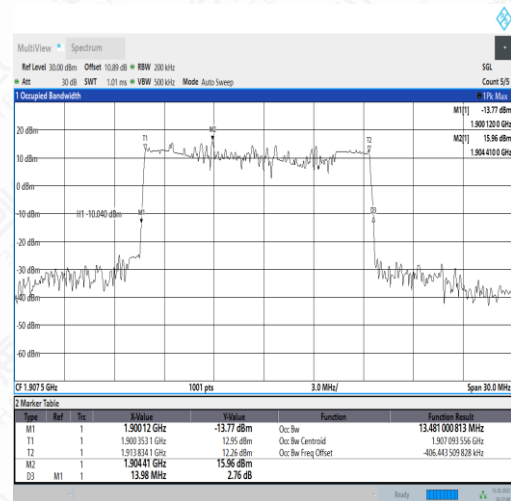 MultiView Spectrum
Ref Level 30.00 dBm Offset 10.89 dB RBW 200 kHz SGL
Att 30 dB SWT 1.01 ms VBW 500 kHz Mode Auto Sweep Count 5/5
1 Occupied Bandwidth 1Pk Max
M1[1] -13.77 dBm
1.900 120 0 GHz
M2[1] 15.96 dBm
1.904 410 0 GHz
20 dBm
T1 M2 T2
10 dBm
0 dBm
-10 dBm
H1 -10.040 dBm M1 D3
-20 dBm
-30 dBm
-40 dBm
-50 dBm
-60 dBm
CF 1.907 5 GHz 1001 pts 3.0 MHz/ Span 30.0 MHz
2 Marker Table
Type Ref Trc X-Value Y-Value Function Function Result
M1 1 1.900 12 GHz -13.77 dBm Occ Bw 13.481 000 813 MHz
T1 1 1.900 353 1 GHz 12.95 dBm Occ Bw Centroid 1.907 093 556 GHz
T2 1 1.913 834 1 GHz 12.26 dBm Occ Bw Freq Offset -406.443 509 828 kHz
M2 1 1.904 41 GHz 15.96 dBm
D3 M1 1 13.98 MHz 2.76 dB
Ready